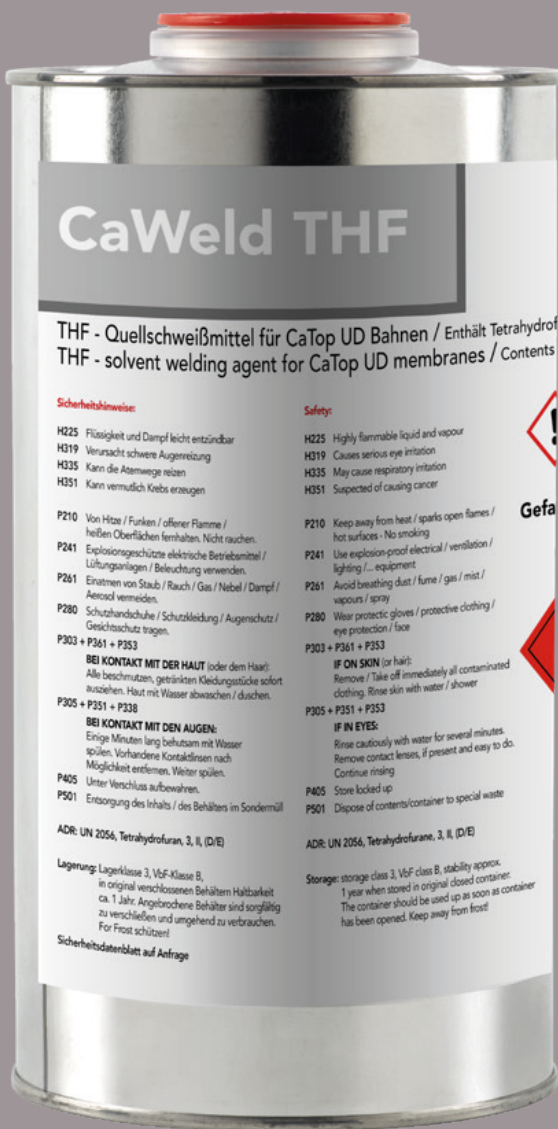 CaWeld THF
THF - Quellschweißmittel für CaTop UD Bahnen / Enthält Tetrahydrof
THF - solvent welding agent for CaTop UD membranes / Contents
Sicherheitshinweise:
H225 Flüssigkeit und Dampf leicht entzündbar
H319 Verursacht schwere Augenreizung
H335 Kann die Atemwege reizen
H351 Kann vermutlich Krebs erzeugen
P210 Von Hitze / Funken / offener Flamme /
heißen Oberflächen fernhalten. Nicht rauchen.
P241 Explosionsgeschützte elektrische Betriebsmittel /
Lüftungsanlagen / Beleuchtung verwenden.
P261 Einatmen von Staub / Rauch / Gas / Nebel / Dampf /
Aerosol vermeiden.
P280 Schutzhandschuhe / Schutzkleidung / Augenschutz /
Gesichtsschutz tragen.
P303 + P361 + P353
BEI KONTAKT MIT DER HAUT (oder dem Haar):
Alle beschmutzen, getränkten Kleidungsstücke sofort
ausziehen. Haut mit Wasser abwaschen / duschen.
P305 + P351 + P338
BEI KONTAKT MIT DEN AUGEN:
Einige Minuten lang behutsam mit Wasser
spülen. Vorhandene Kontaktlinsen nach
Möglichkeit entfernen. Weiter spülen.
P405 Unter Verschluss aufbewahren.
P501 Entsorgung des Inhalts / des Behälters im Sondermüll
ADR: UN 2056, Tetrahydrofuran, 3, II, (D/E)
Lagerung: Lagerklasse 3, VbF-Klasse B,
in original verschlossenen Behältern Haltbarkeit
ca. 1 Jahr. Angebrochene Behälter sind sorgfältig
zu verschließen und umgehend zu verbrauchen.
For Frost schützen!
Sicherheitsdatenblatt auf Anfrage
Safety:
H225 Highly flammable liquid and vapour
H319 Causes serious eye irritation
H335 May cause respiratory irritation
H351 Suspected of causing cancer
P210 Keep away from heat / sparks open flames /
hot surfaces - No smoking
P241 Use explosion-proof electrical / ventilation /
lighting /... equipment
P261 Avoid breathing dust / fume / gas / mist /
vapours / spray
P280 Wear protectic gloves / protective clothing /
eye protection / face
P303 + P361 + P353
IF ON SKIN (or hair):
Remove / Take off immediately all contaminated
clothing. Rinse skin with water / shower
P305 + P351 + P353
IF IN EYES:
Rinse cautiously with water for several minutes.
Remove contact lenses, if present and easy to do.
Continue rinsing
P405 Store locked up
P501 Dispose of contents/container to special waste
ADR: UN 2056, Tetrahydrofurane, 3, II, (D/E)
Storage: storage class 3, VbF class B, stability approx.
1 year when stored in original closed container.
The container should be used up as soon as container
has been opened. Keep away from frost!
Gefa